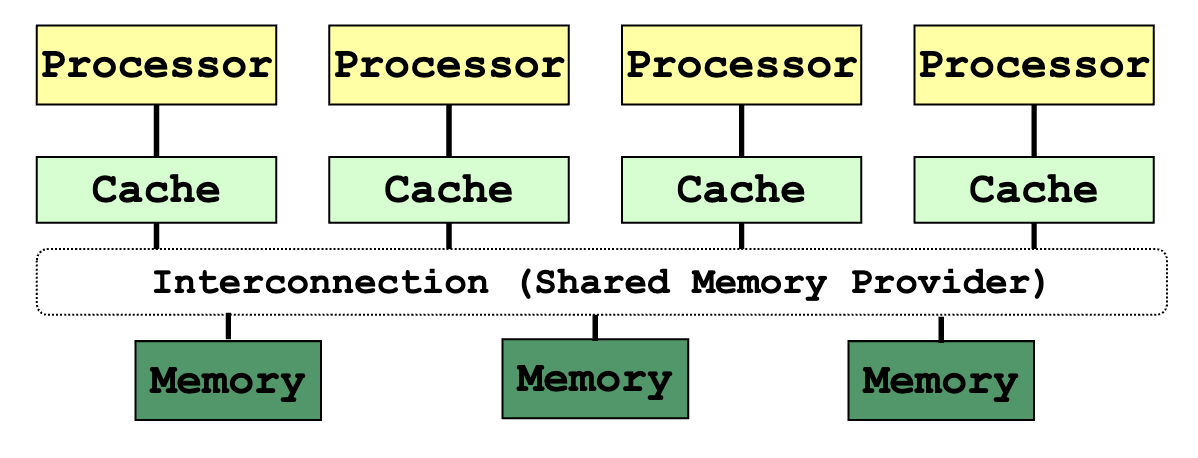 Processor Processor Processor Processor
Cache Cache Cache Cache
Interconnection (Shared Memory Provider)
Memory Memory Memory